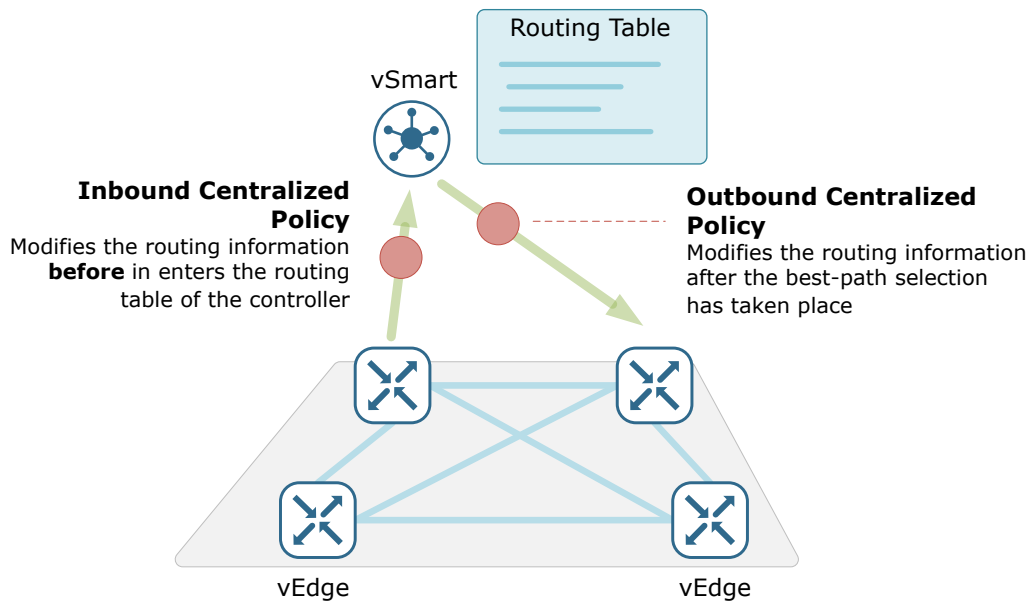 Routing Table
vSmart
Inbound Centralized
Policy
Modifies the routing information
before in enters the routing
table of the controller
Outbound Centralized
Policy
Modifies the routing information
after the best-path selection
has taken place
vEdge
vEdge